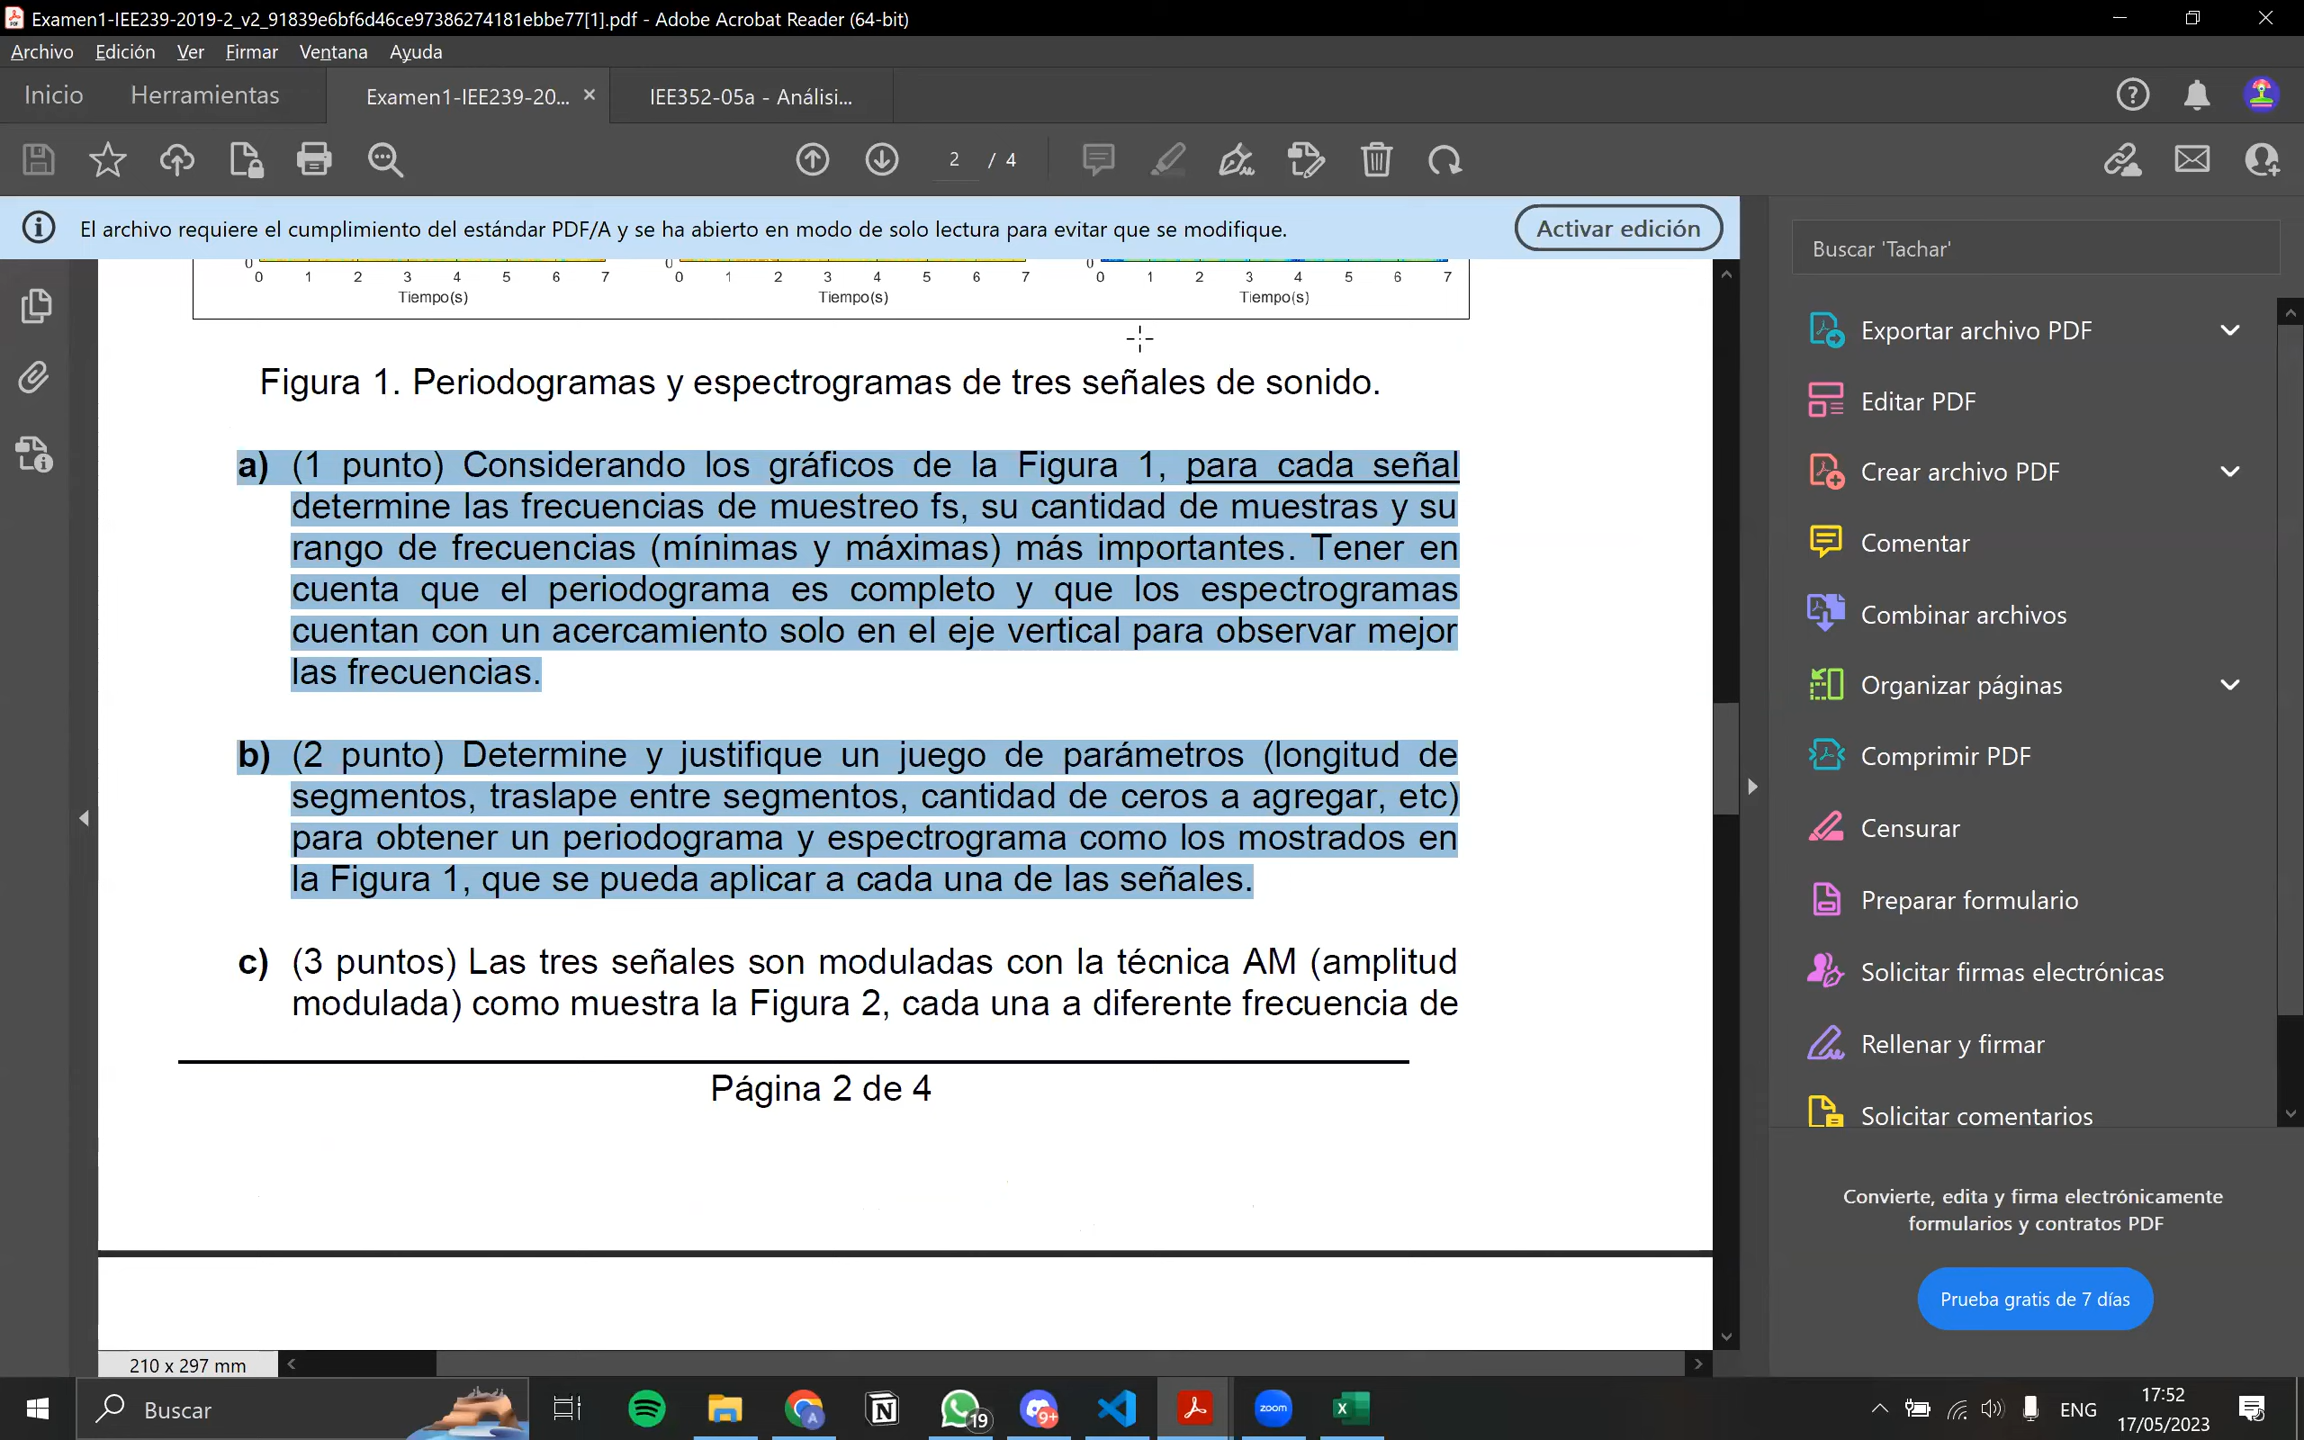 Examen1-IEE239-2019-2_v2_91839e6bf6d46ce97386274181ebbe77[1].pdf - Adobe Acrobat Reader (64-bit)
Archivo Edición Ver Firmar Ventana Ayuda
Inicio Herramientas Examen1-IEE239-20... × IEE352-05a - Análisi...
2 / 4
El archivo requiere el cumplimiento del estándar PDF/A y se ha abierto en modo de solo lectura para evitar que se modifique. Activar edición
0 0 0
0 1 2 3 4 5 6 7 0 1 2 3 4 5 6 7 0 1 2 3 4 5 6 7
Tiempo(s) Tiempo(s) Tiempo(s)
Figura 1. Periodogramas y espectrogramas de tres señales de sonido.
a) (1 punto) Considerando los gráficos de la Figura 1, para cada señal
determine las frecuencias de muestreo fs, su cantidad de muestras y su
rango de frecuencias (mínimas y máximas) más importantes. Tener en
cuenta que el periodograma es completo y que los espectrogramas
cuentan con un acercamiento solo en el eje vertical para observar mejor
las frecuencias.
b) (2 punto) Determine y justifique un juego de parámetros (longitud de
segmentos, traslape entre segmentos, cantidad de ceros a agregar, etc)
para obtener un periodograma y espectrograma como los mostrados en
la Figura 1, que se pueda aplicar a cada una de las señales.
c) (3 puntos) Las tres señales son moduladas con la técnica AM (amplitud
modulada) como muestra la Figura 2, cada una a diferente frecuencia de
Página 2 de 4
210 x 297 mm
Buscar 'Tachar'
Exportar archivo PDF
Editar PDF
Crear archivo PDF
Comentar
Combinar archivos
Organizar páginas
Comprimir PDF
Censurar
Preparar formulario
Solicitar firmas electrónicas
Rellenar y firmar
Solicitar comentarios
Convierte, edita y firma electrónicamente
formularios y contratos PDF
Prueba gratis de 7 días
Buscar
19
9+
zoom
ENG
17:52
17/05/2023